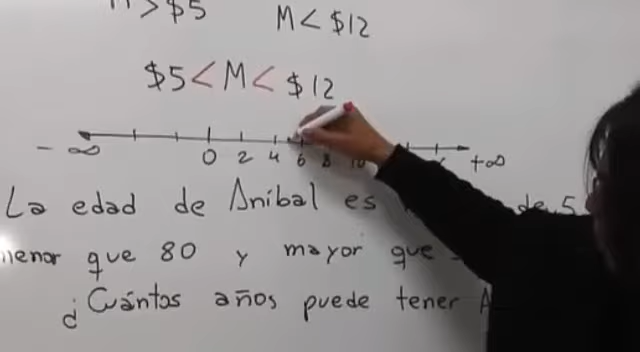 M > $5 M < $12
$5 < M < $12
- ∞ 0 2 4 6 8 10 +∞
La edad de Aníbal es de 5
menor que 80 y mayor que
¿Cuántos años puede tener